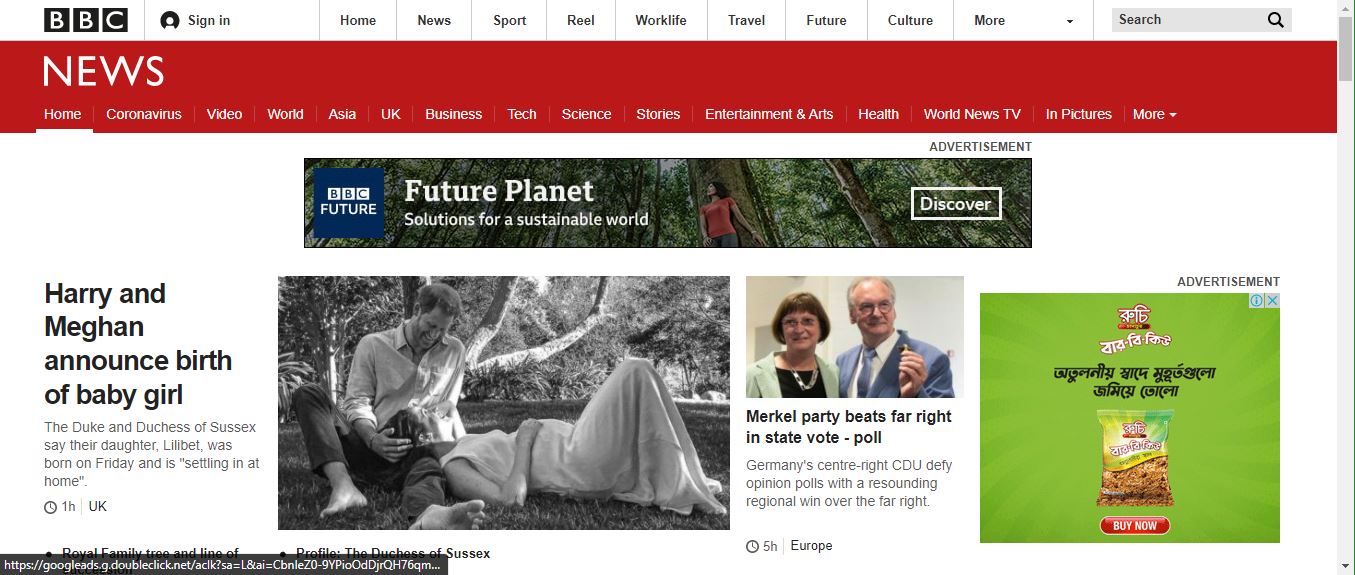 BBC
Sign in
Home
News
Sport
Reel
Worklife
Travel
Future
Culture
More
Search
NEWS
Home
Coronavirus
Video
World
Asia
UK
Business
Tech
Science
Stories
Entertainment & Arts
Health
World News TV
In Pictures
More
ADVERTISEMENT
BBC
FUTURE
Future Planet
Solutions for a sustainable world
Discover
Harry and
Meghan
announce birth
of baby girl
The Duke and Duchess of Sussex
say their daughter, Lilibet, was
born on Friday and is "settling in at
home".
1h
UK
Royal Family tree and line of
succession
Profile: The Duchess of Sussex
Merkel party beats far right
in state vote - poll
Germany's centre-right CDU defy
opinion polls with a resounding
regional win over the far right.
5h
Europe
ADVERTISEMENT
রুচি
বার-বি-কিউ
অতুলনীয় স্বাদে মুহূর্তগুলো
জমিয়ে তোলো
রুচি
বার-বি-কিউ
BUY NOW
https://googleads.g.doubleclick.net/aclk?sa=L&ai=CbnleZ0-9YPioOdDjrQH76qm...